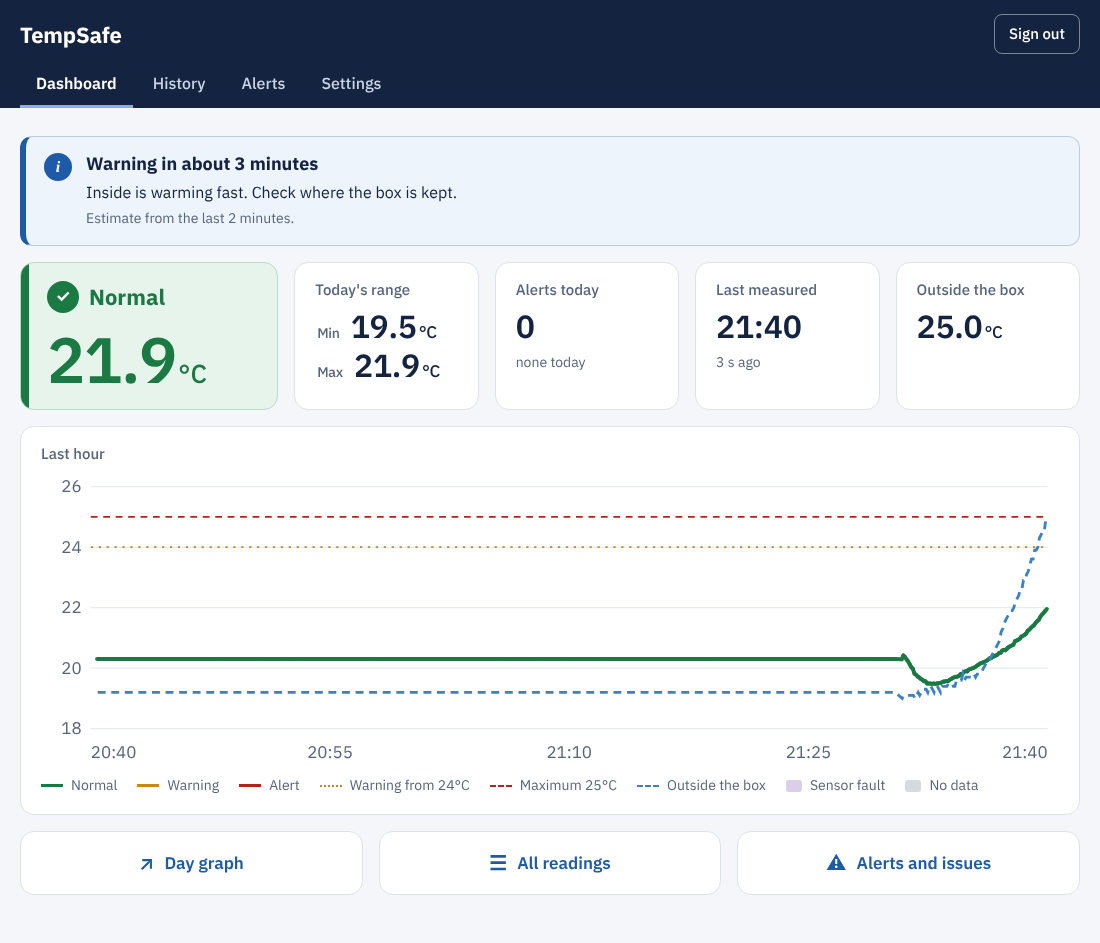 TempSafe
Sign out
Dashboard History Alerts Settings
i
Warning in about 3 minutes
Inside is warming fast. Check where the box is kept.
Estimate from the last 2 minutes.
Normal
21.9°C
Today's range
Min 19.5°C
Max 21.9°C
Alerts today
0
none today
Last measured
21:40
3 s ago
Outside the box
25.0°C
Last hour
26
24
22
20
18
20:40 20:55 21:10 21:25 21:40
Normal Warning Alert Warning from 24°C Maximum 25°C Outside the box Sensor fault No data
Day graph
All readings
Alerts and issues